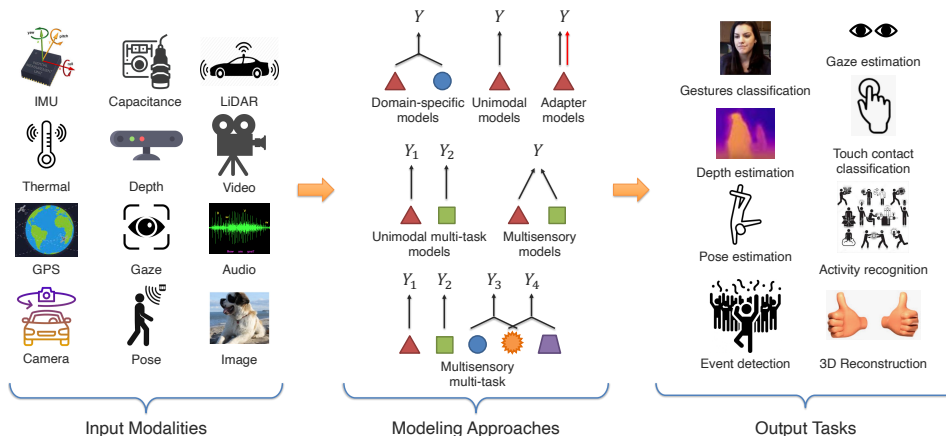 IMU
Capacitance
LiDAR
Thermal
Depth
Video
GPS
Gaze
Audio
Camera
Pose
Image
Input Modalities
Y
Y
Y
Domain-specific
models
Unimodal
models
Adapter
models
Y1
Y2
Y
Unimodal multi-task
models
Multisensory
models
Y1
Y2
Y3
Y4
Multisensory
multi-task
Modeling Approaches
Gestures classification
Gaze estimation
Depth estimation
Touch contact
classification
Pose estimation
Activity recognition
Event detection
3D Reconstruction
Output Tasks